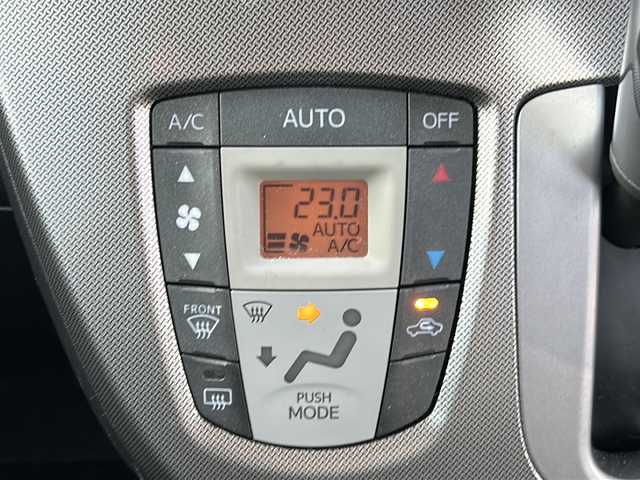 A/C AUTO OFF
23.0
AUTO
A/C
FRONT
PUSH
MODE